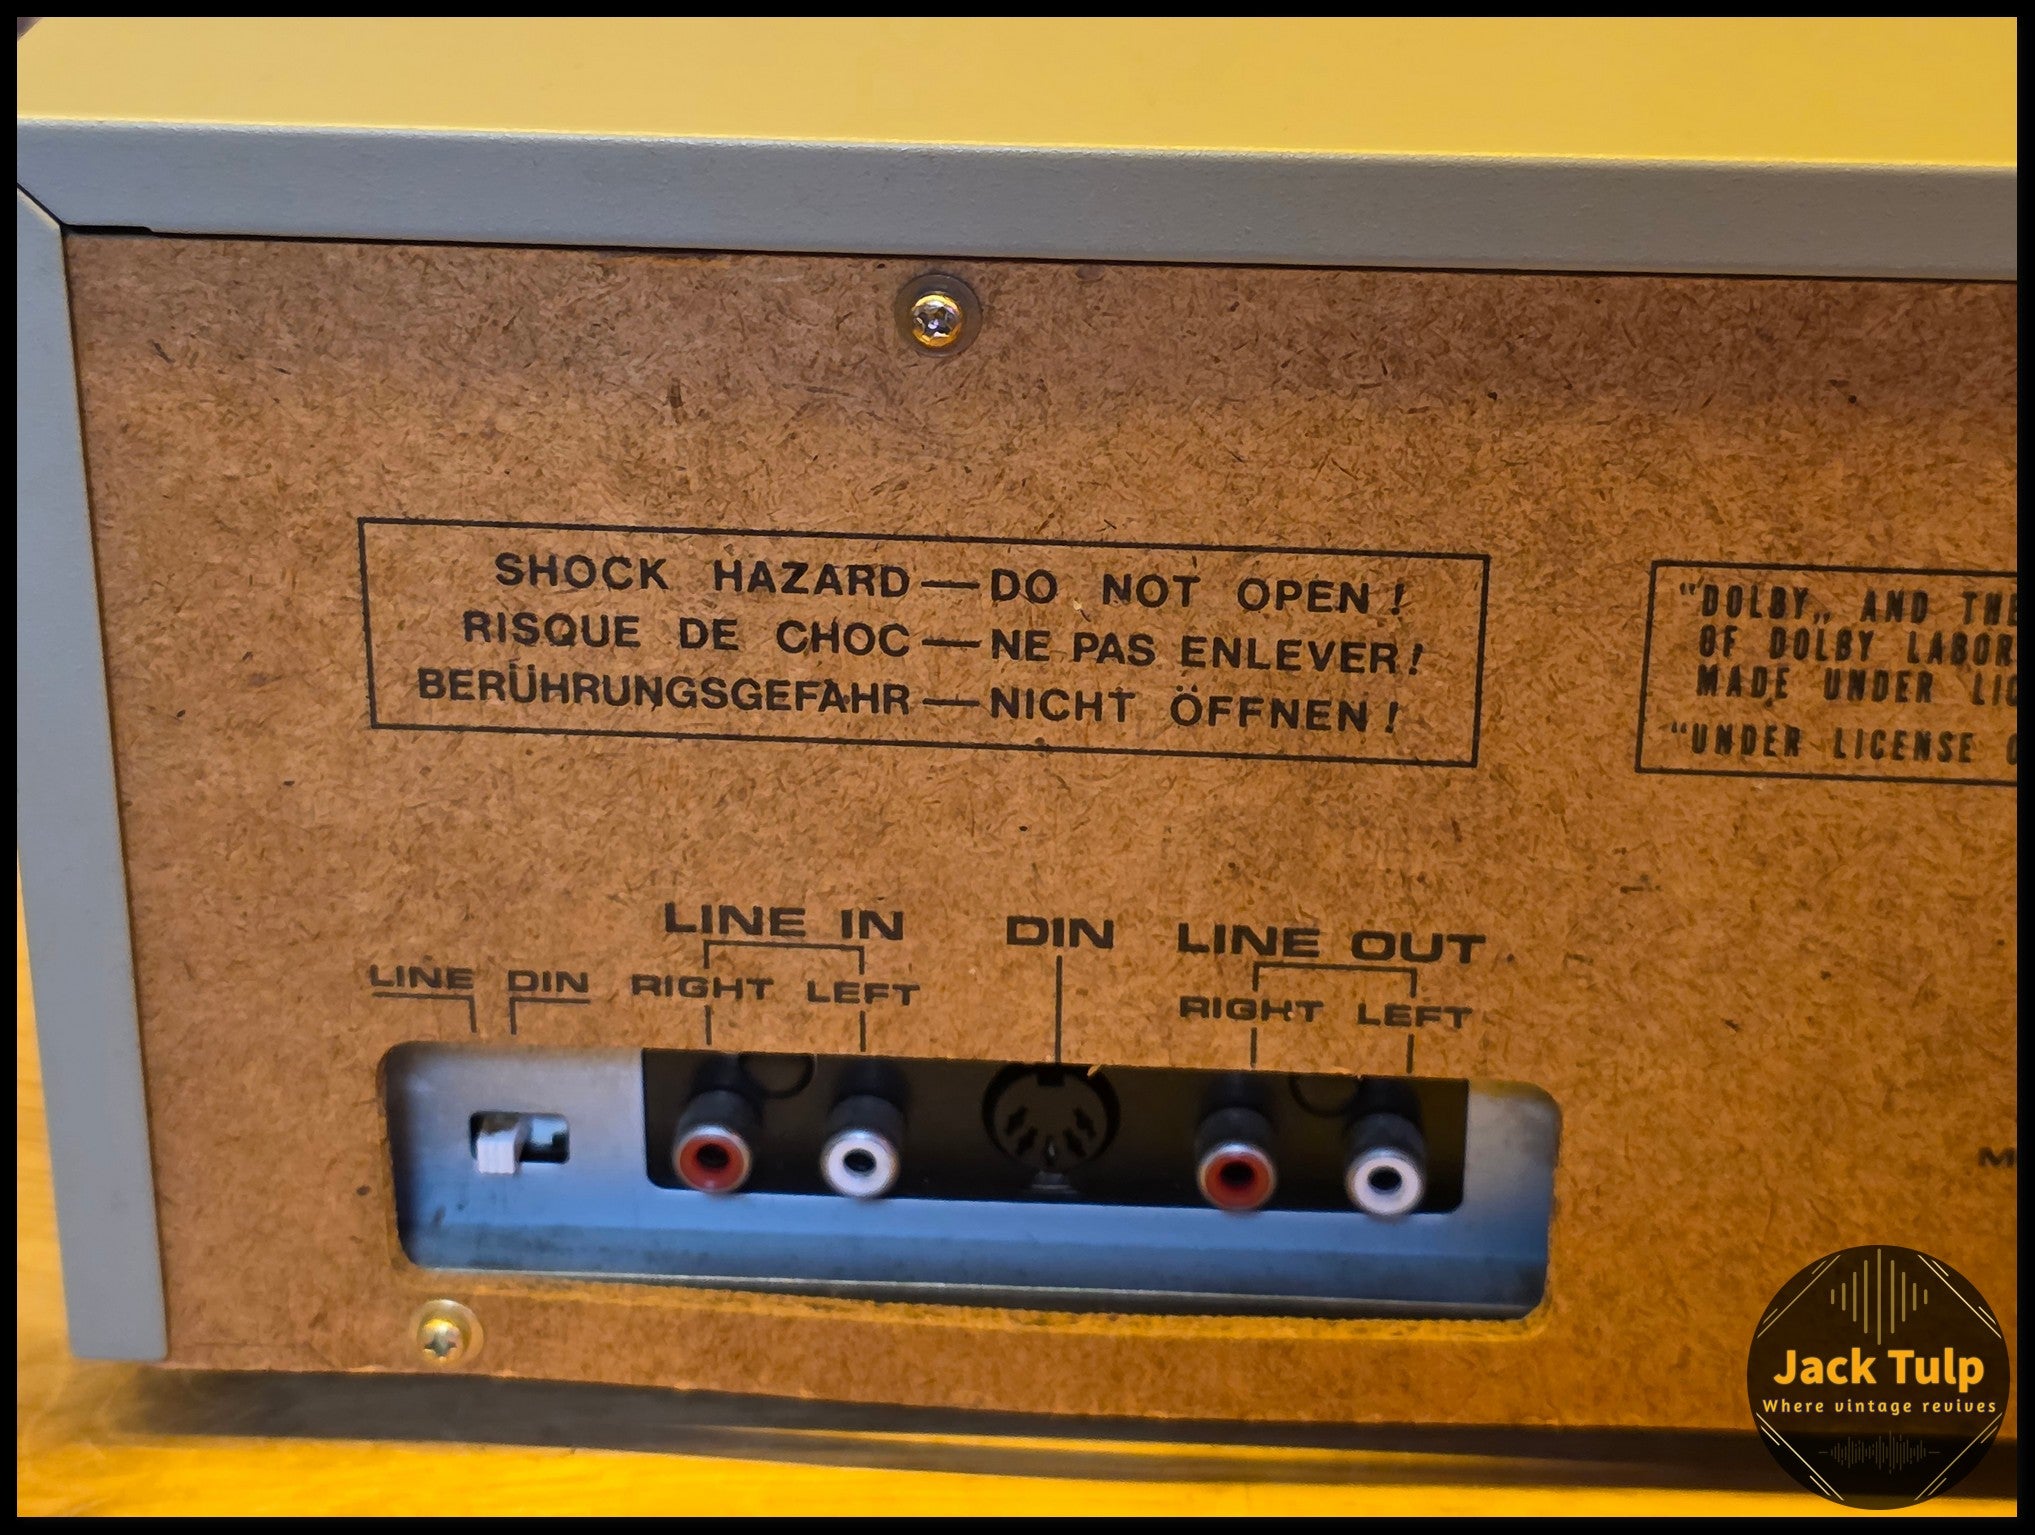 SHOCK HAZARD — DO NOT OPEN !
RISQUE DE CHOC — NE PAS ENLEVER!
BERÜHRUNGSGEFAHR — NICHT ÖFFNEN !
"DOLBY„ AND THE
OF DOLBY LABOR
MADE UNDER LIC
"UNDER LICENSE O
LINE IN
DIN
LINE OUT
LINE DIN
RIGHT LEFT
RIGHT LEFT
Jack Tulp
Where vintage revives